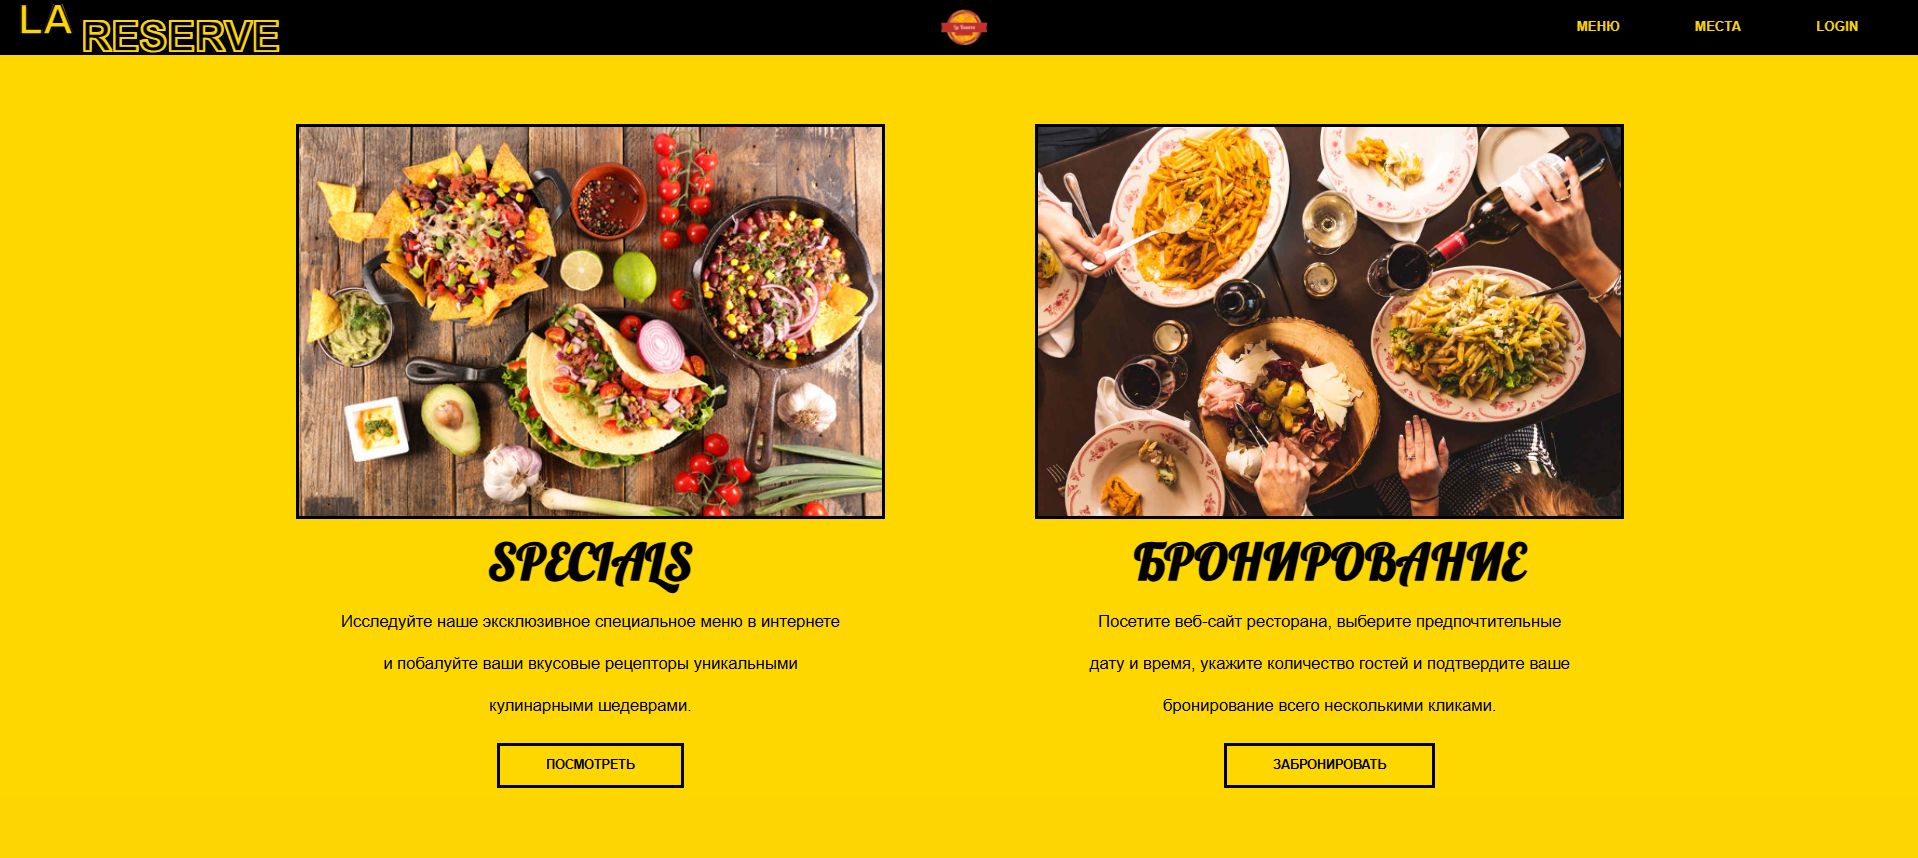 LA RESERVE
La Reserve
МЕНЮ
МЕСТА
LOGIN
SPECIALS
Исследуйте наше эксклюзивное специальное меню в интернете
и побалуйте ваши вкусовые рецепторы уникальными
кулинарными шедеврами.
ПОСМОТРЕТЬ
БРОНИРОВАНИЕ
Посетите веб-сайт ресторана, выберите предпочтительные
дату и время, укажите количество гостей и подтвердите ваше
бронирование всего несколькими кликами.
ЗАБРОНИРОВАТЬ